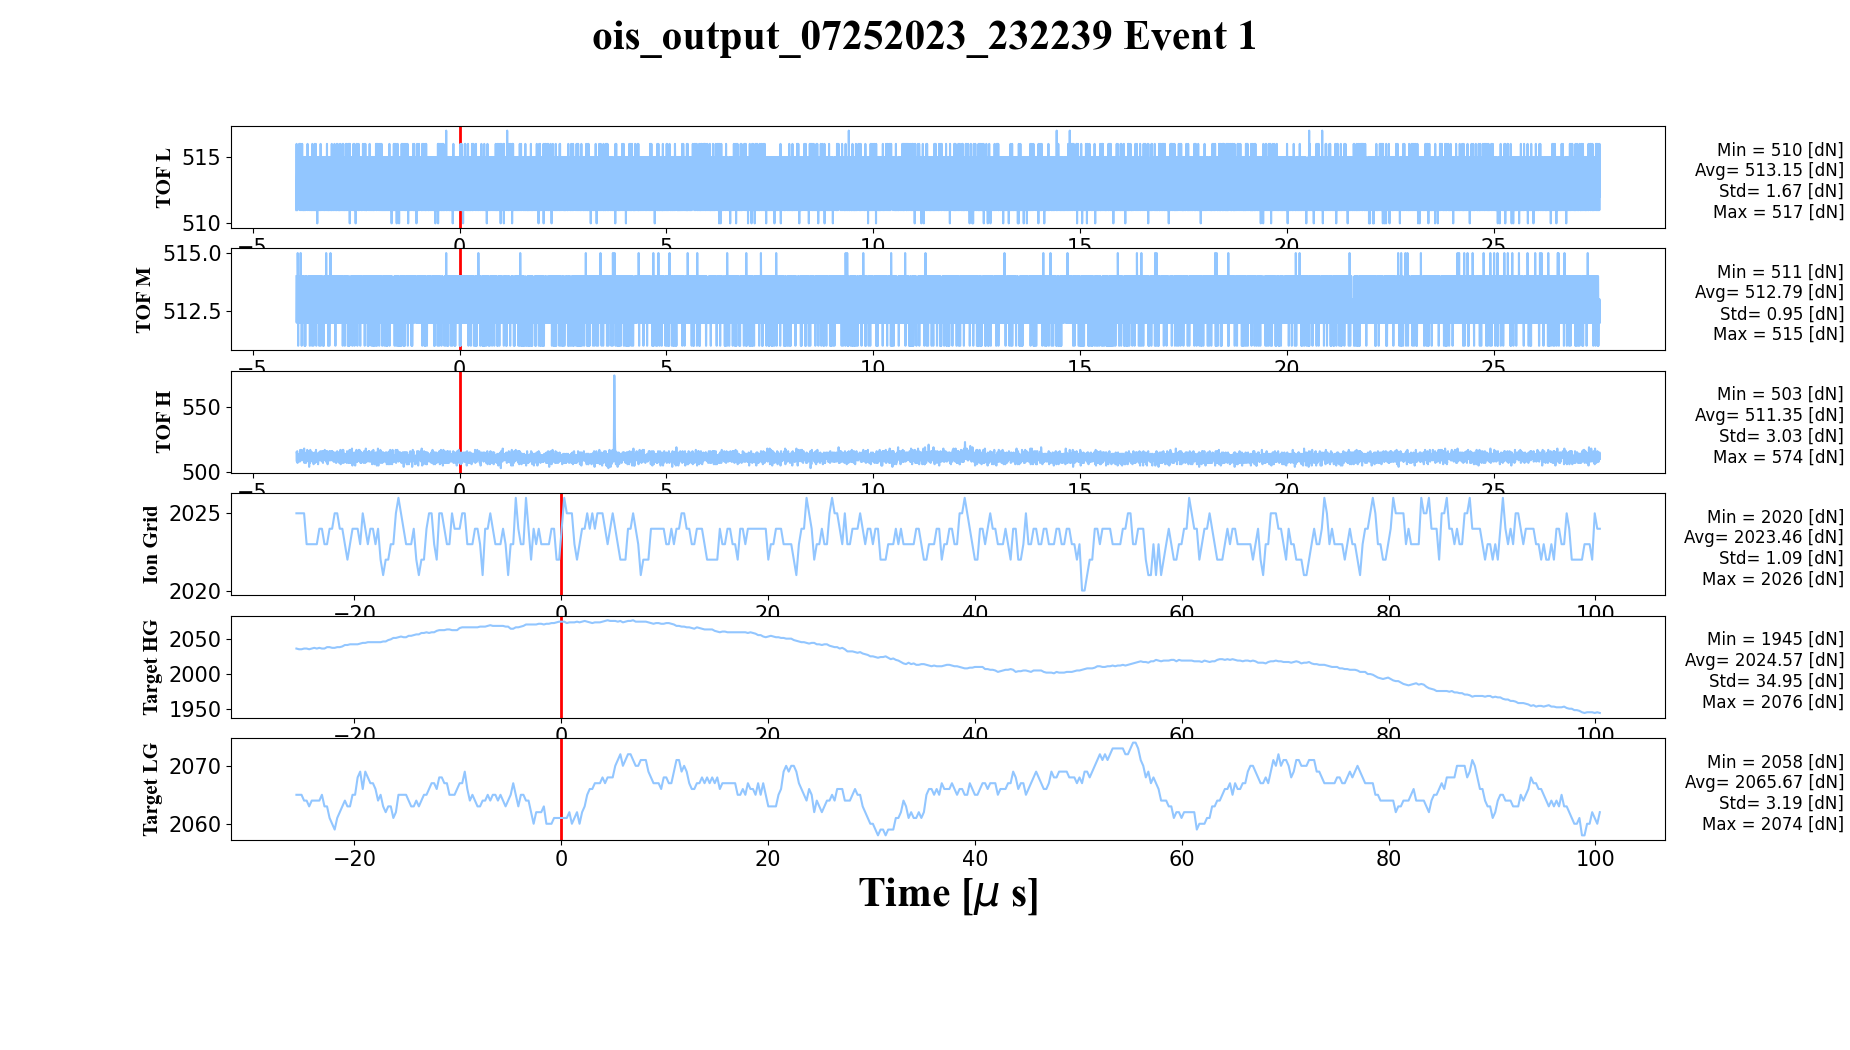 ois_output_07252023_232239 Event 1
TOF L
515
510
−5 0 5 10 15 20 25
Min = 510 [dN]
Avg= 513.15 [dN]
Std= 1.67 [dN]
Max = 517 [dN]
TOF M
515.0
512.5
−5 0 5 10 15 20 25
Min = 511 [dN]
Avg= 512.79 [dN]
Std= 0.95 [dN]
Max = 515 [dN]
TOF H
550
500
−5 0 5 10 15 20 25
Min = 503 [dN]
Avg= 511.35 [dN]
Std= 3.03 [dN]
Max = 574 [dN]
Ion Grid
2025
2020
−20 0 20 40 60 80 100
Min = 2020 [dN]
Avg= 2023.46 [dN]
Std= 1.09 [dN]
Max = 2026 [dN]
Target HG
2050
2000
1950
−20 0 20 40 60 80 100
Min = 1945 [dN]
Avg= 2024.57 [dN]
Std= 34.95 [dN]
Max = 2076 [dN]
Target LG
2070
2060
−20 0 20 40 60 80 100
Min = 2058 [dN]
Avg= 2065.67 [dN]
Std= 3.19 [dN]
Max = 2074 [dN]
Time [μ s]